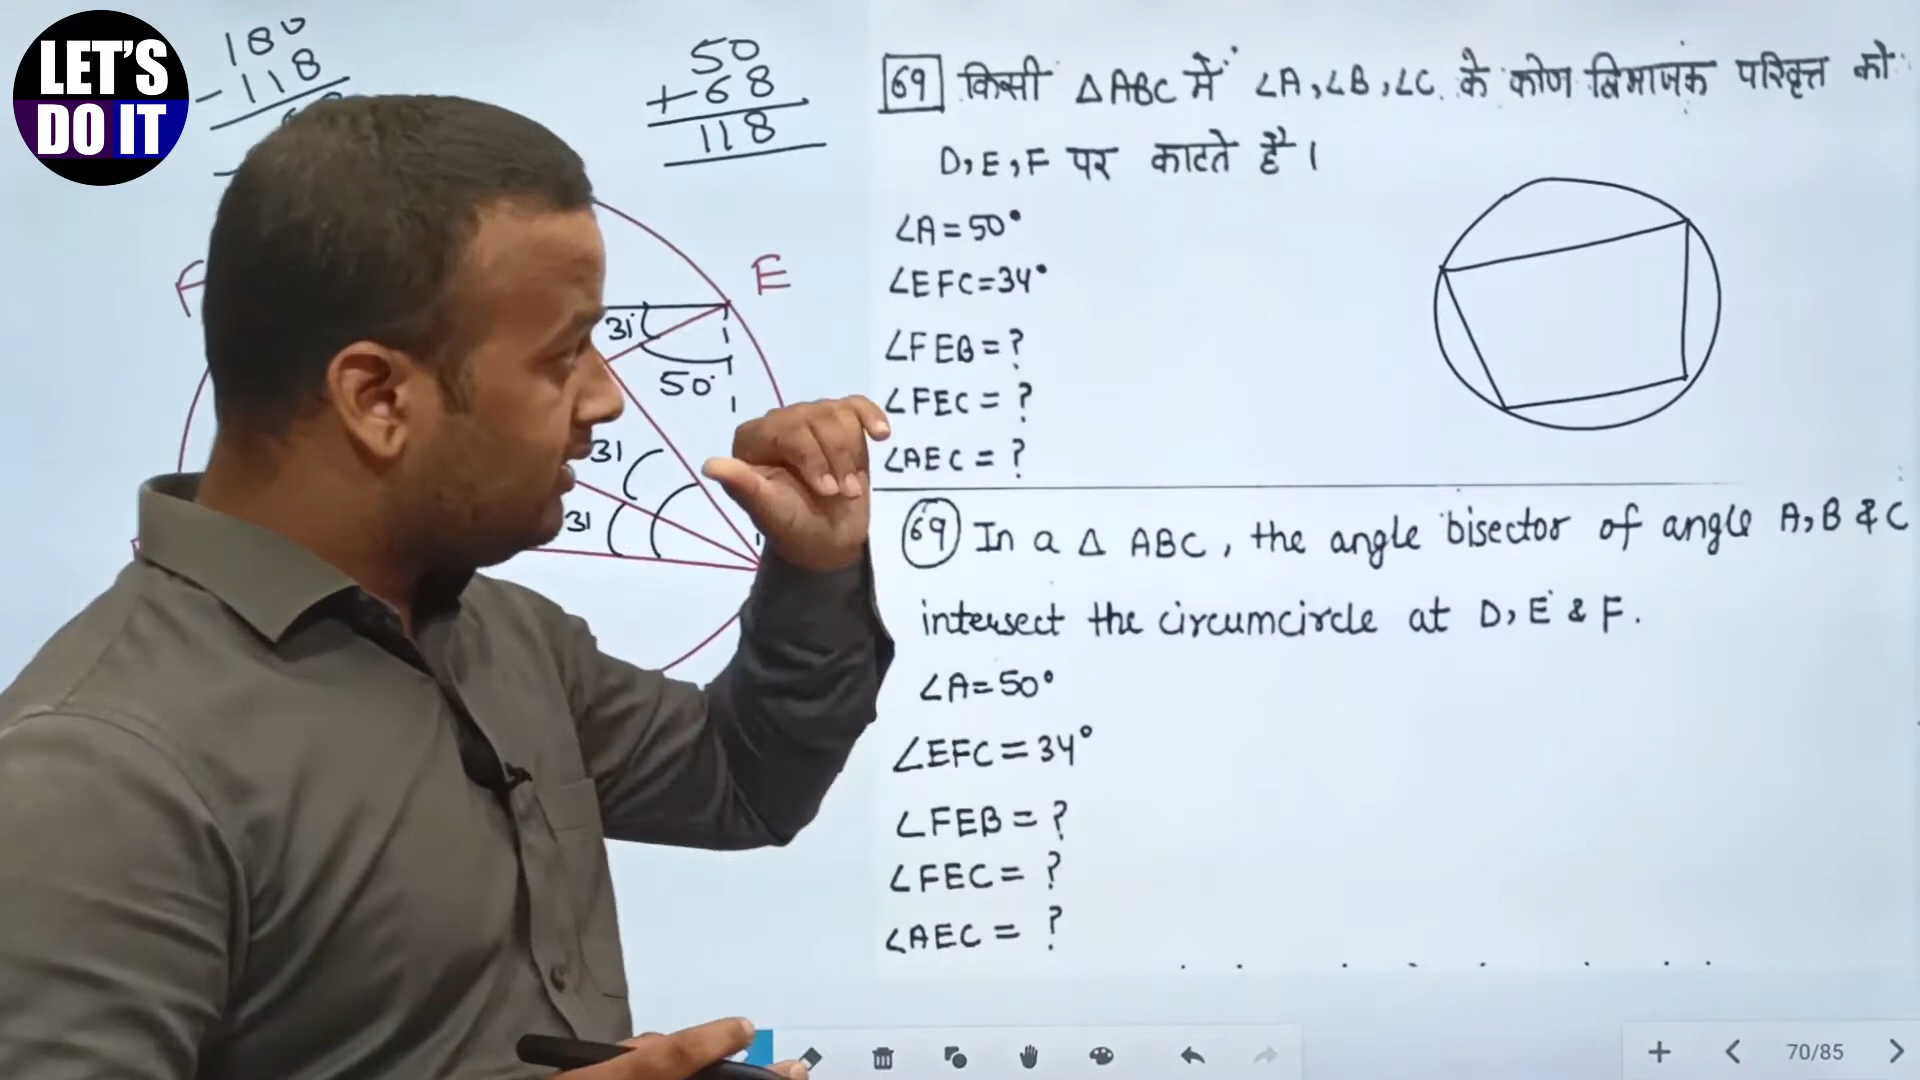 LET'S
DO IT
180
- 118
50
+ 68
118
F
E
31
50°
31
31
69 किसी △ABC में ∠A,∠B,∠C के कोण विभाजक परिवृत्त को
D,E,F पर काटते है।
∠A=50°
∠EFC=34°
∠FEB=?
∠FEC=?
∠AEC=?
69 In a △ ABC, the angle bisector of angle A,B & C
intersect the circumcircle at D,E & F.
∠A=50°
∠EFC=34°
∠FEB=?
∠FEC=?
∠AEC=?
70/85